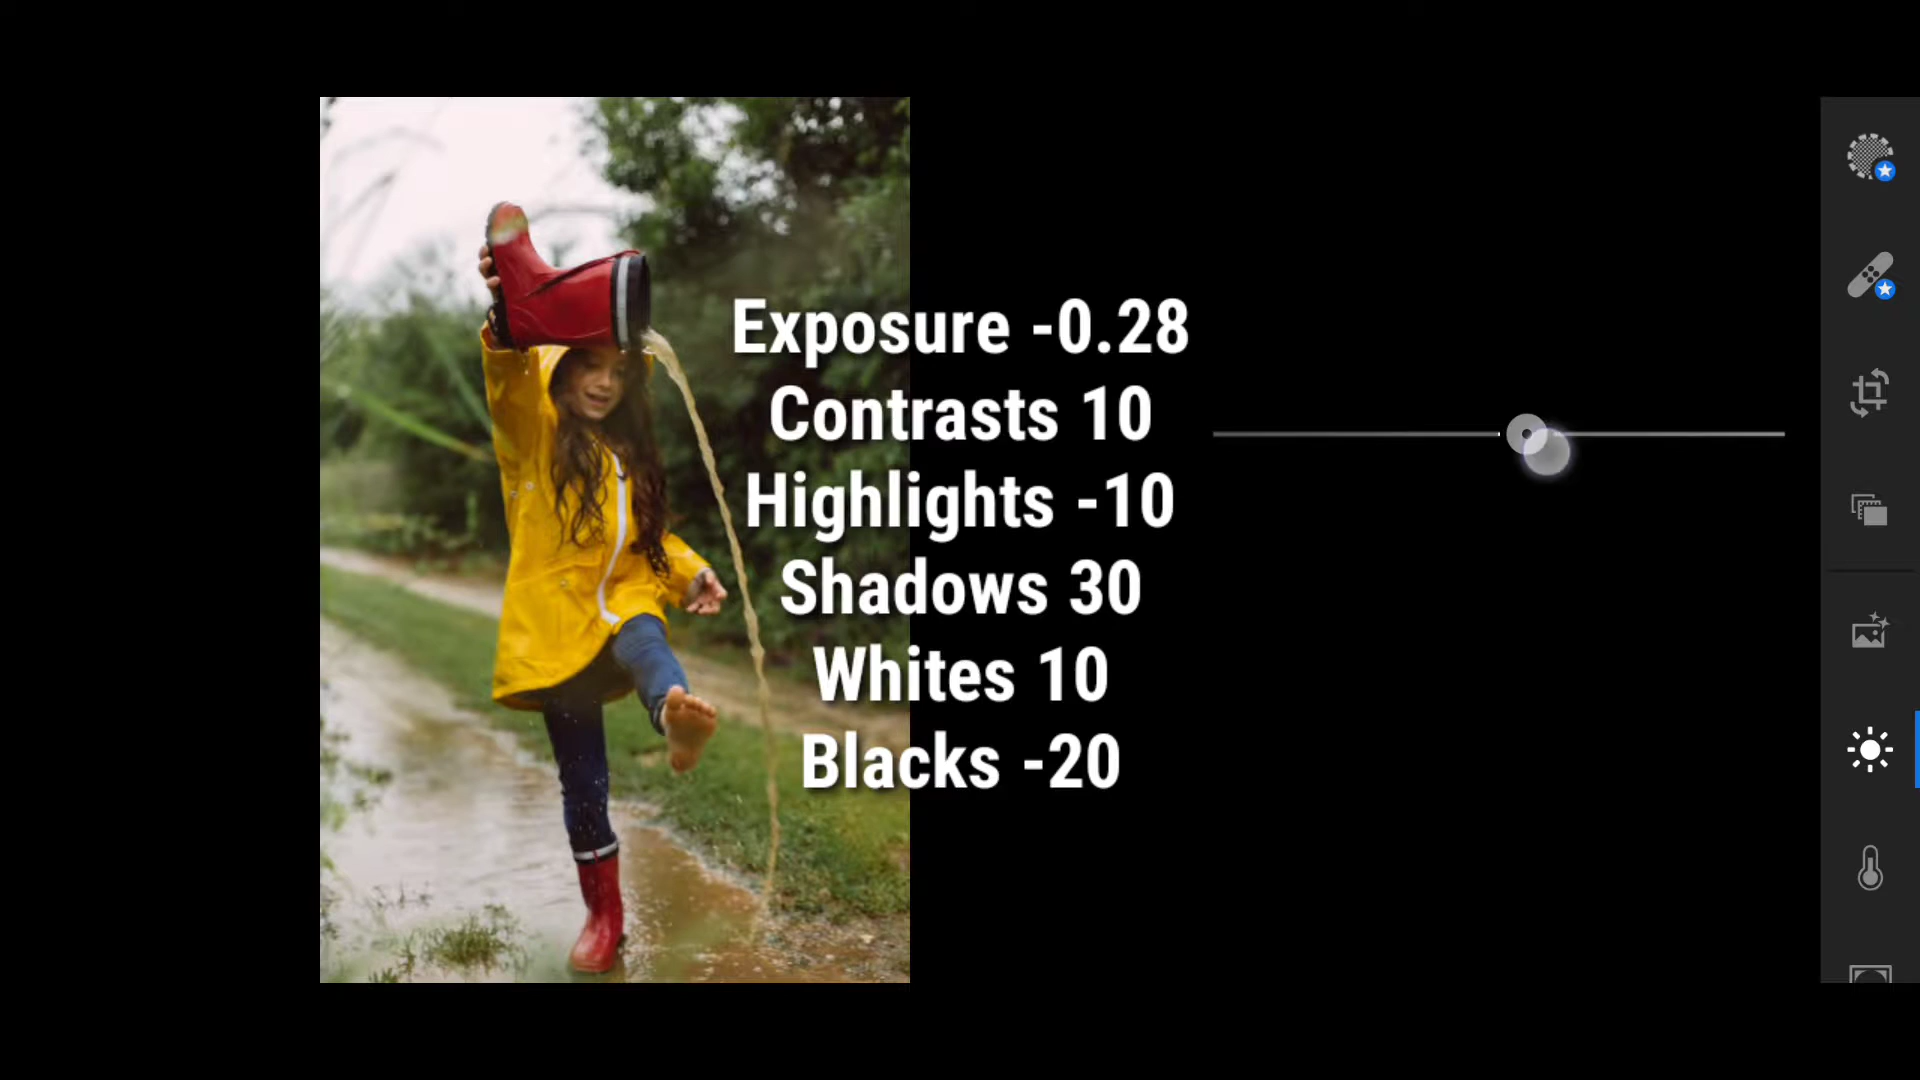 Exposure -0.28
Contrasts 10
Highlights -10
Shadows 30
Whites 10
Blacks -20